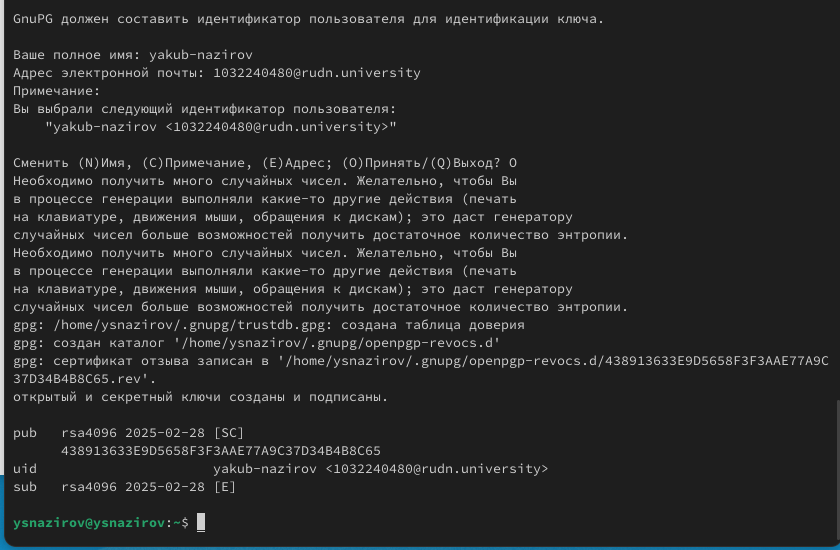 GnuPG должен составить идентификатор пользователя для идентификации ключа.
Ваше полное имя: yakub-nazirov
Адрес электронной почты: 1032240480@rudn.university
Примечание:
Вы выбрали следующий идентификатор пользователя:
"yakub-nazirov <1032240480@rudn.university>"
Сменить (N)Имя, (C)Примечание, (E)Адрес; (O)Принять/(Q)Выход? O
Необходимо получить много случайных чисел. Желательно, чтобы Вы
в процессе генерации выполняли какие-то другие действия (печать
на клавиатуре, движения мыши, обращения к дискам); это даст генератору
случайных чисел больше возможностей получить достаточное количество энтропии.
Необходимо получить много случайных чисел. Желательно, чтобы Вы
в процессе генерации выполняли какие-то другие действия (печать
на клавиатуре, движения мыши, обращения к дискам); это даст генератору
случайных чисел больше возможностей получить достаточное количество энтропии.
gpg: /home/ysnazirov/.gnupg/trustdb.gpg: создана таблица доверия
gpg: создан каталог '/home/ysnazirov/.gnupg/openpgp-revocs.d'
gpg: сертификат отзыва записан в '/home/ysnazirov/.gnupg/openpgp-revocs.d/438913633E9D5658F3F3AAE77A9C
37D34B4B8C65.rev'.
открытый и секретный ключи созданы и подписаны.
pub   rsa4096 2025-02-28 [SC]
438913633E9D5658F3F3AAE77A9C37D34B4B8C65
uid                      yakub-nazirov <1032240480@rudn.university>
sub   rsa4096 2025-02-28 [E]
ysnazirov@ysnazirov:~$